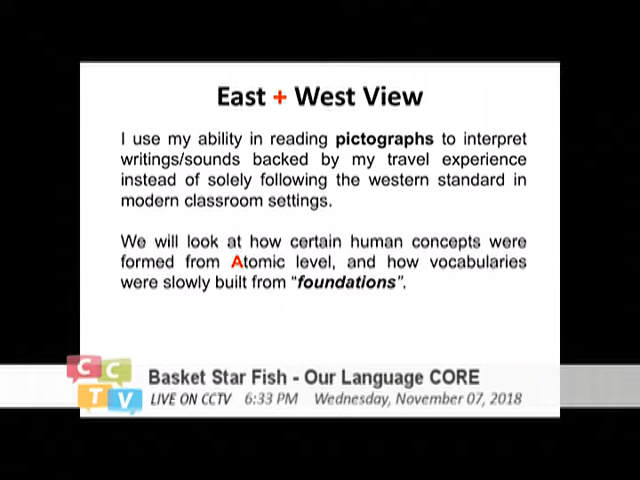 East + West View
I use my ability in reading pictographs to interpret
writings/sounds backed by my travel experience
instead of solely following the western standard in
modern classroom settings.
We will look at how certain human concepts were
formed from Atomic level, and how vocabularies
were slowly built from “foundations”.
CC
TV
Basket Star Fish - Our Language CORE
LIVE ON CCTV 6:33 PM Wednesday, November 07, 2018